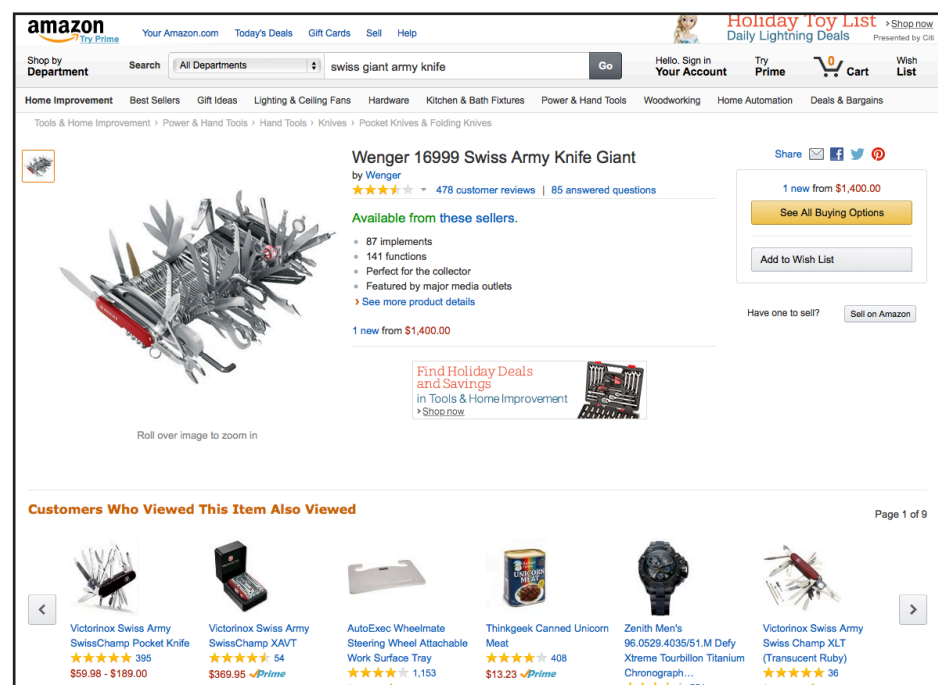 amazon
Try Prime
Your Amazon.com Today's Deals Gift Cards Sell Help
Holiday Toy List
Daily Lightning Deals
›Shop now
Presented by Citi
Shop by
Department
Search All Departments swiss giant army knife Go
Hello. Sign in
Your Account
Try
Prime
0
Cart
Wish
List
Home Improvement Best Sellers Gift Ideas Lighting & Ceiling Fans Hardware Kitchen & Bath Fixtures Power & Hand Tools Woodworking Home Automation Deals & Bargains
Tools & Home Improvement › Power & Hand Tools › Hand Tools › Knives › Pocket Knives & Folding Knives
Wenger 16999 Swiss Army Knife Giant
by Wenger
478 customer reviews | 85 answered questions
Available from these sellers.
87 implements
141 functions
Perfect for the collector
Featured by major media outlets
› See more product details
1 new from $1,400.00
Find Holiday Deals
and Savings
in Tools & Home Improvement
›Shop now
Roll over image to zoom in
Share
1 new from $1,400.00
See All Buying Options
Add to Wish List
Have one to sell? Sell on Amazon
Customers Who Viewed This Item Also Viewed
Page 1 of 9
Victorinox Swiss Army
SwissChamp Pocket Knife
395
$59.98 - $189.00
Victorinox Swiss Army
SwissChamp XAVT
54
$369.95 Prime
AutoExec Wheelmate
Steering Wheel Attachable
Work Surface Tray
1,153
UNICORN
MEAT
Thinkgeek Canned Unicorn
Meat
408
$13.23 Prime
Zenith Men's
96.0529.4035/51.M Defy
Xtreme Tourbillon Titanium
Chronograph...
Victorinox Swiss Army
Swiss Champ XLT
(Transucent Ruby)
36